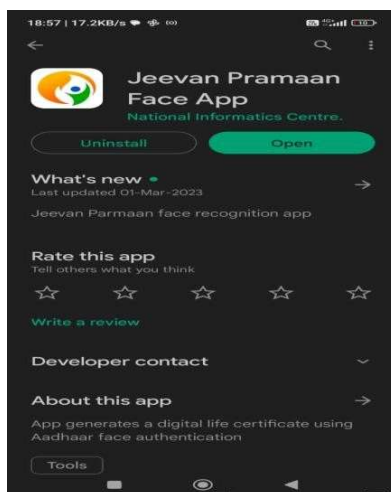 18:57 | 17.2KB/s
4G
Jeevan Pramaan
Face App
National Informatics Centre.
Uninstall
Open
What's new
Last updated 01-Mar-2023
Jeevan Parmaan face recognition app
Rate this app
Tell others what you think
Write a review
Developer contact
About this app
App generates a digital life certificate using
Aadhaar face authentication
Tools